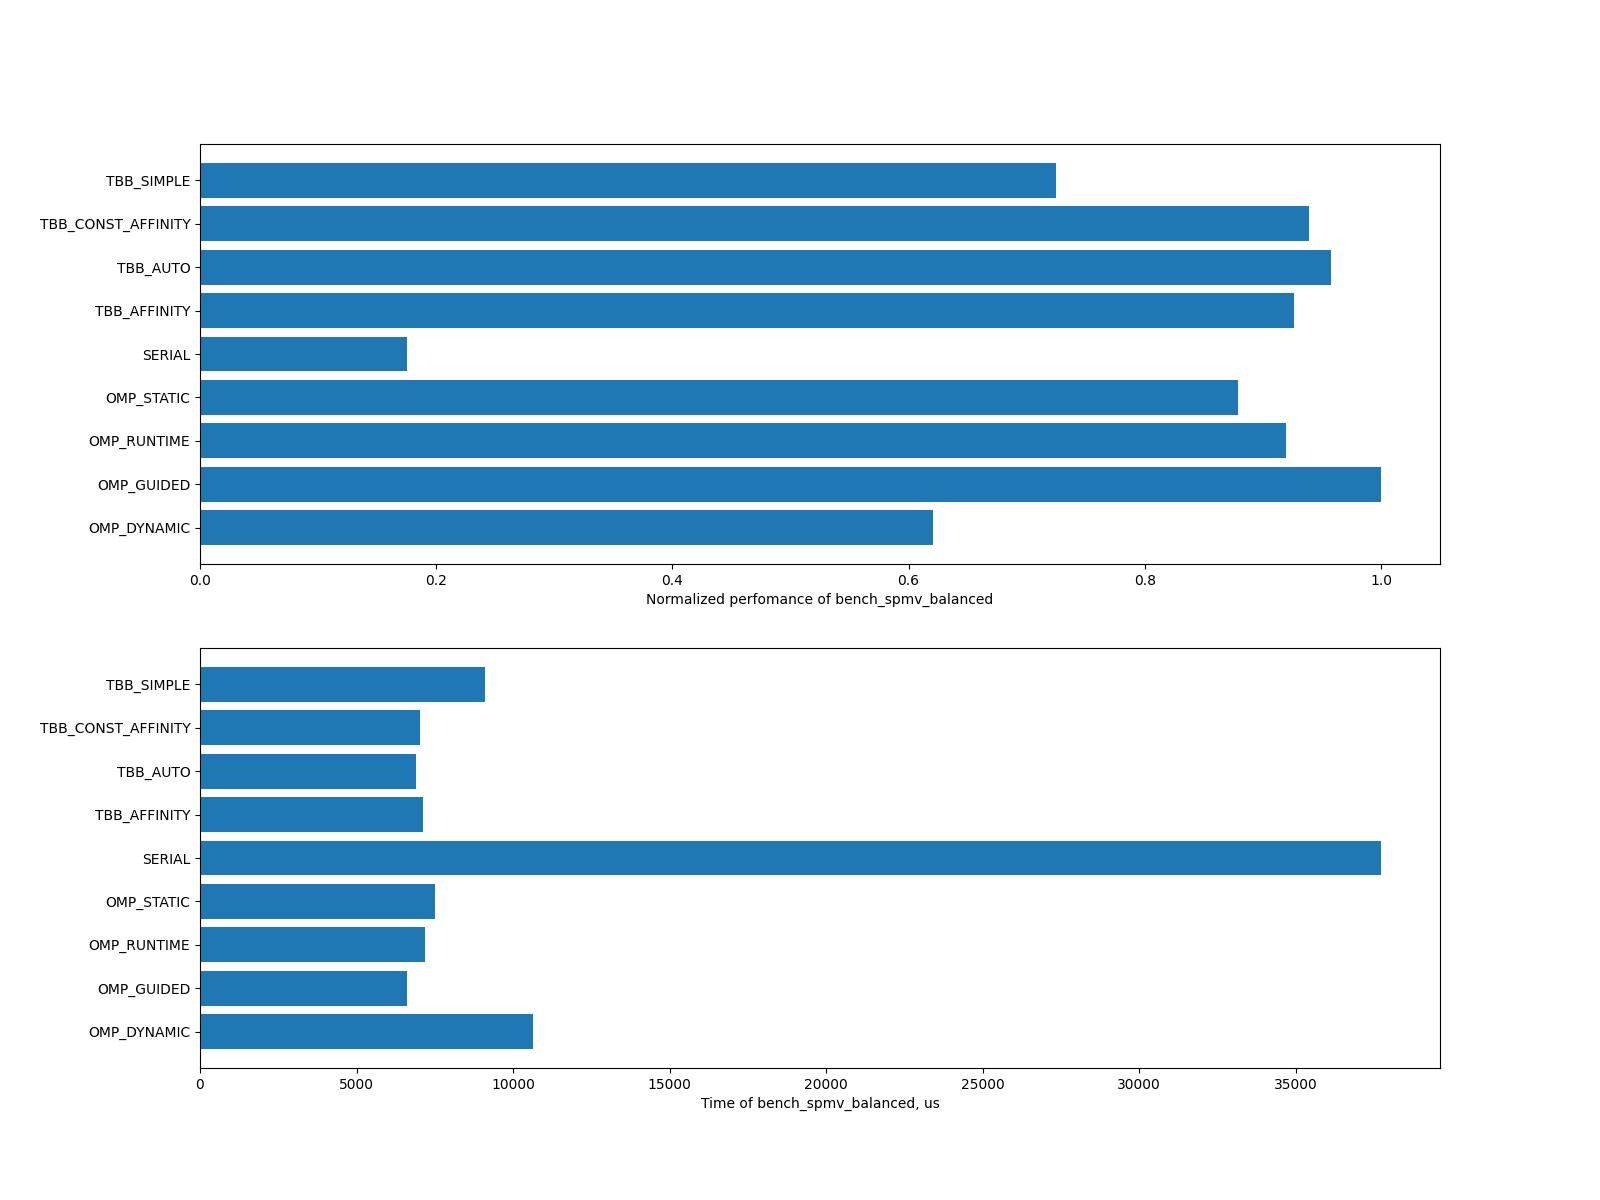 TBB_SIMPLE
TBB_CONST_AFFINITY
TBB_AUTO
TBB_AFFINITY
SERIAL
OMP_STATIC
OMP_RUNTIME
OMP_GUIDED
OMP_DYNAMIC
0.0 0.2 0.4 0.6 0.8 1.0
Normalized perfomance of bench_spmv_balanced
TBB_SIMPLE
TBB_CONST_AFFINITY
TBB_AUTO
TBB_AFFINITY
SERIAL
OMP_STATIC
OMP_RUNTIME
OMP_GUIDED
OMP_DYNAMIC
0 5000 10000 15000 20000 25000 30000 35000
Time of bench_spmv_balanced, us